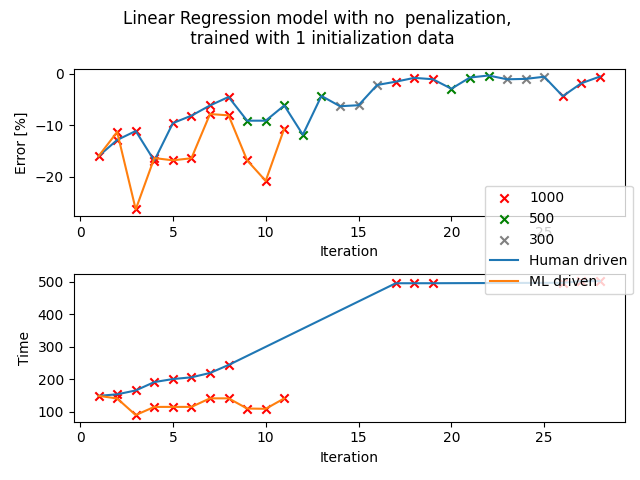 Linear Regression model with no  penalization,
trained with 1 initialization data
0
−10
−20
Error [%]
0 5 10 15 20 25
Iteration
1000
500
300
Human driven
ML driven
500
400
300
200
100
Time
0 5 10 15 20 25
Iteration